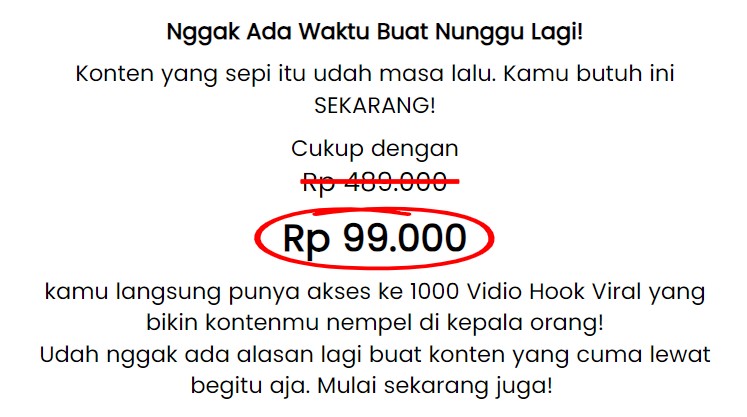 Nggak Ada Waktu Buat Nunggu Lagi!
Konten yang sepi itu udah masa lalu. Kamu butuh ini
SEKARANG!
Cukup dengan
Rp 489.000
Rp 99.000
kamu langsung punya akses ke 1000 Vidio Hook Viral yang
bikin kontenmu nempel di kepala orang!
Udah nggak ada alasan lagi buat konten yang cuma lewat
begitu aja. Mulai sekarang juga!